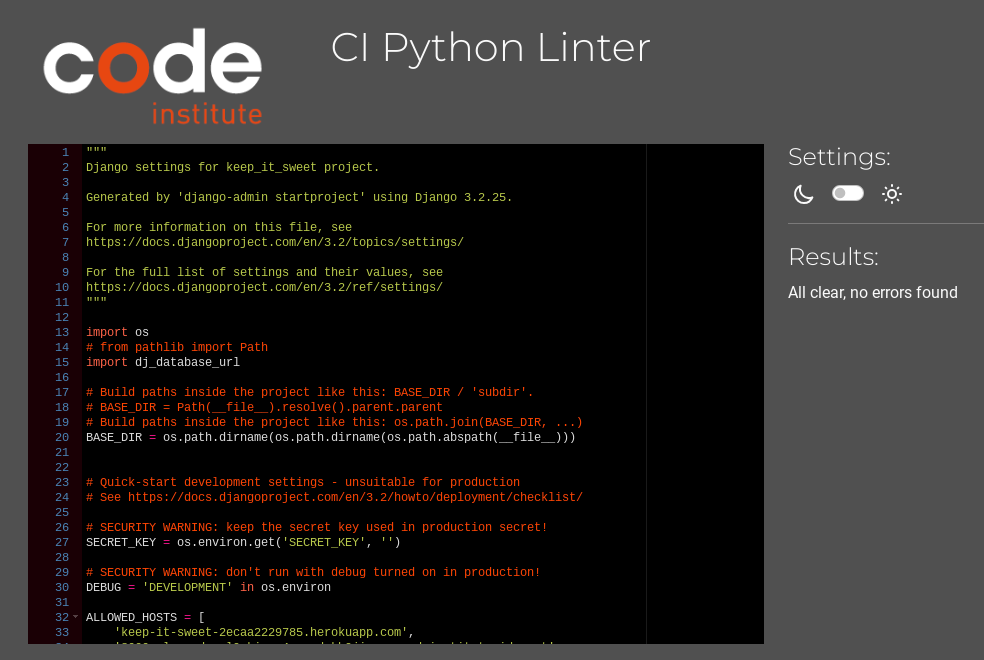 code
institute
CI Python Linter
1 """
2 Django settings for keep_it_sweet project.
3
4 Generated by 'django-admin startproject' using Django 3.2.25.
5
6 For more information on this file, see
7 https://docs.djangoproject.com/en/3.2/topics/settings/
8
9 For the full list of settings and their values, see
10 https://docs.djangoproject.com/en/3.2/ref/settings/
11 """
12
13 import os
14 # from pathlib import Path
15 import dj_database_url
16
17 # Build paths inside the project like this: BASE_DIR / 'subdir'.
18 # BASE_DIR = Path(__file__).resolve().parent.parent
19 # Build paths inside the project like this: os.path.join(BASE_DIR, ...)
20 BASE_DIR = os.path.dirname(os.path.dirname(os.path.abspath(__file__)))
21
22
23 # Quick-start development settings - unsuitable for production
24 # See https://docs.djangoproject.com/en/3.2/howto/deployment/checklist/
25
26 # SECURITY WARNING: keep the secret key used in production secret!
27 SECRET_KEY = os.environ.get('SECRET_KEY', '')
28
29 # SECURITY WARNING: don't run with debug turned on in production!
30 DEBUG = 'DEVELOPMENT' in os.environ
31
32 ALLOWED_HOSTS = [
33 'keep-it-sweet-2ecaa2229785.herokuapp.com',
Settings:
Results:
All clear, no errors found